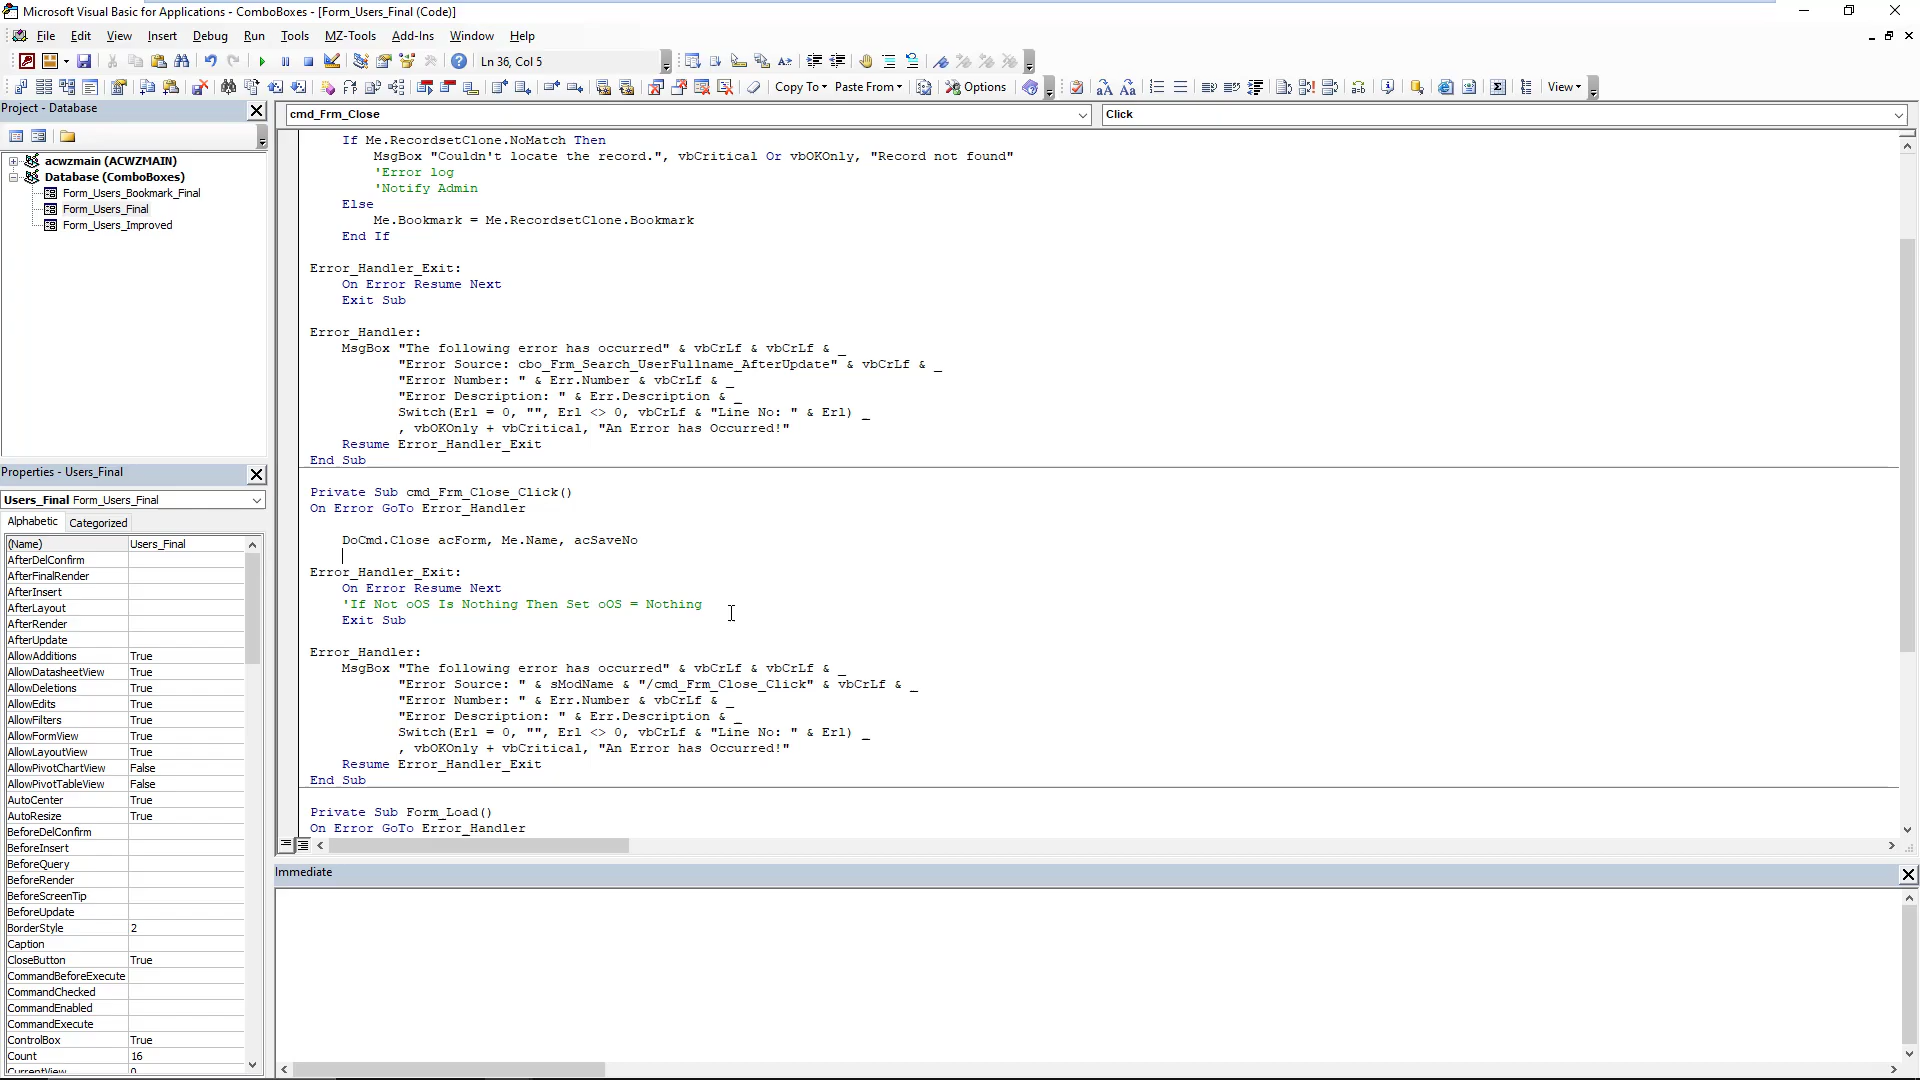 Microsoft Visual Basic for Applications - ComboBoxes - [Form_Users_Final (Code)]
File Edit View Insert Format Debug Run Tools MZ-Tools Add-Ins Window Help
Ln 36, Col 5
Copy To Paste From Options View
Project - Database
acwzmain (ACWZMAIN)
Database (ComboBoxes)
Form_Users_Bookmark_Final
Form_Users_Final
Form_Users_Improved
Properties - Users_Final
Users_Final Form_Users_Final
Alphabetic Categorized
(Name) Users_Final
AfterDelConfirm
AfterFinalRender
AfterInsert
AfterLayout
AfterRender
AfterUpdate
AllowAdditions True
AllowDatasheetView True
AllowDeletions True
AllowEdits True
AllowFilters True
AllowFormView True
AllowLayoutView True
AllowPivotChartView False
AllowPivotTableView False
AutoCenter True
AutoResize True
BeforeDelConfirm
BeforeInsert
BeforeQuery
BeforeRender
BeforeScreenTip
BeforeUpdate
BorderStyle 2
Caption
CloseButton True
CommandBeforeExecute
CommandChecked
CommandEnabled
CommandExecute
ControlBox True
Count 16
CurrentView 0
cmd_Frm_Close Click
If Me.RecordsetClone.NoMatch Then
MsgBox "Couldn't locate the record.", vbCritical Or vbOKOnly, "Record not found"
'Error log
'Notify Admin
Else
Me.Bookmark = Me.RecordsetClone.Bookmark
End If
Error_Handler_Exit:
On Error Resume Next
Exit Sub
Error_Handler:
MsgBox "The following error has occurred" & vbCrLf & vbCrLf & _
"Error Source: cbo_Frm_Search_UserFullname_AfterUpdate" & vbCrLf & _
"Error Number: " & Err.Number & vbCrLf & _
"Error Description: " & Err.Description & _
Switch(Erl = 0, "", Erl <> 0, vbCrLf & "Line No: " & Erl) _
, vbOKOnly + vbCritical, "An Error has Occurred!"
Resume Error_Handler_Exit
End Sub
Private Sub cmd_Frm_Close_Click()
On Error GoTo Error_Handler
DoCmd.Close acForm, Me.Name, acSaveNo
Error_Handler_Exit:
On Error Resume Next
'If Not oOS Is Nothing Then Set oOS = Nothing
Exit Sub
Error_Handler:
MsgBox "The following error has occurred" & vbCrLf & vbCrLf & _
"Error Source: " & sModName & "/cmd_Frm_Close_Click" & vbCrLf & _
"Error Number: " & Err.Number & vbCrLf & _
"Error Description: " & Err.Description & _
Switch(Erl = 0, "", Erl <> 0, vbCrLf & "Line No: " & Erl) _
, vbOKOnly + vbCritical, "An Error has Occurred!"
Resume Error_Handler_Exit
End Sub
Private Sub Form_Load()
On Error GoTo Error_Handler
Immediate